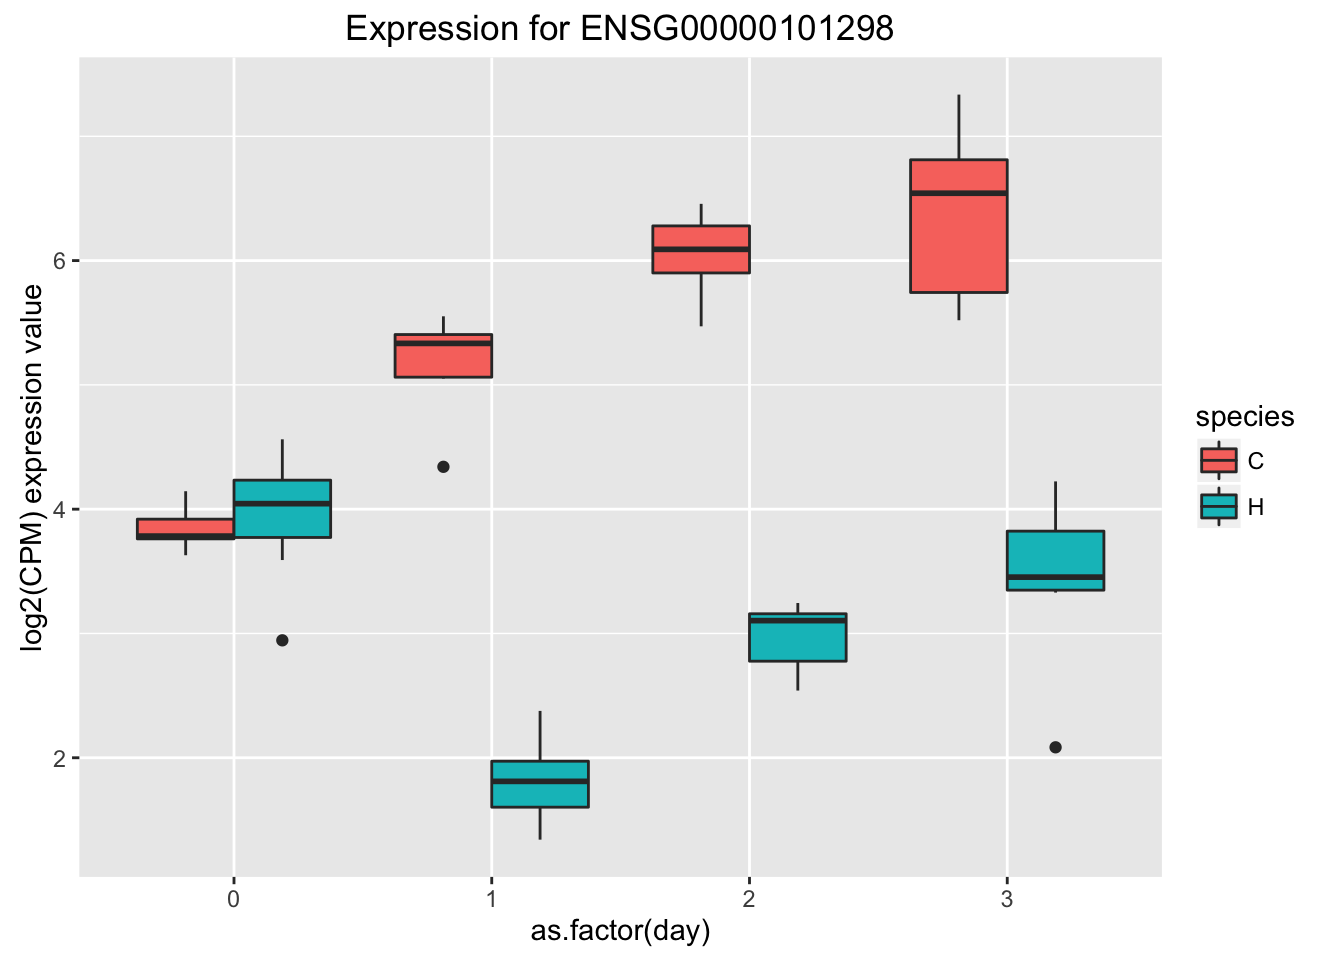 Expression for ENSG00000101298
log2(CPM) expression value
6
4
2
0 1 2 3
as.factor(day)
species
C
H